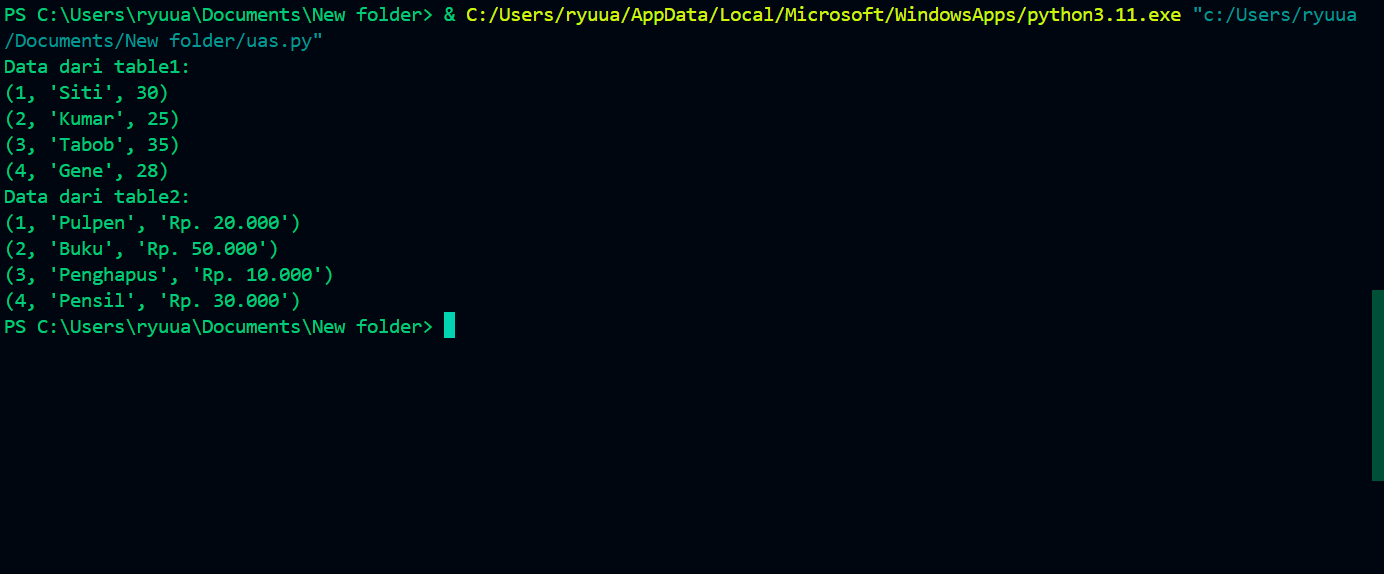 PS C:\Users\ryuua\Documents\New folder> & C:/Users/ryuua/AppData/Local/Microsoft/WindowsApps/python3.11.exe "c:/Users/ryuua
/Documents/New folder/uas.py"
Data dari table1:
(1, 'Siti', 30)
(2, 'Kumar', 25)
(3, 'Tabob', 35)
(4, 'Gene', 28)
Data dari table2:
(1, 'Pulpen', 'Rp. 20.000')
(2, 'Buku', 'Rp. 50.000')
(3, 'Penghapus', 'Rp. 10.000')
(4, 'Pensil', 'Rp. 30.000')
PS C:\Users\ryuua\Documents\New folder>